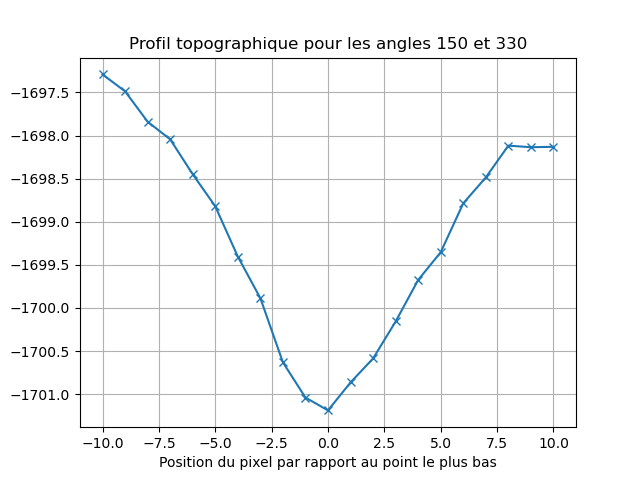 Profil topographique pour les angles 150 et 330
−1697.5
−1698.0
−1698.5
−1699.0
−1699.5
−1700.0
−1700.5
−1701.0
−10.0 −7.5 −5.0 −2.5 0.0 2.5 5.0 7.5 10.0
Position du pixel par rapport au point le plus bas